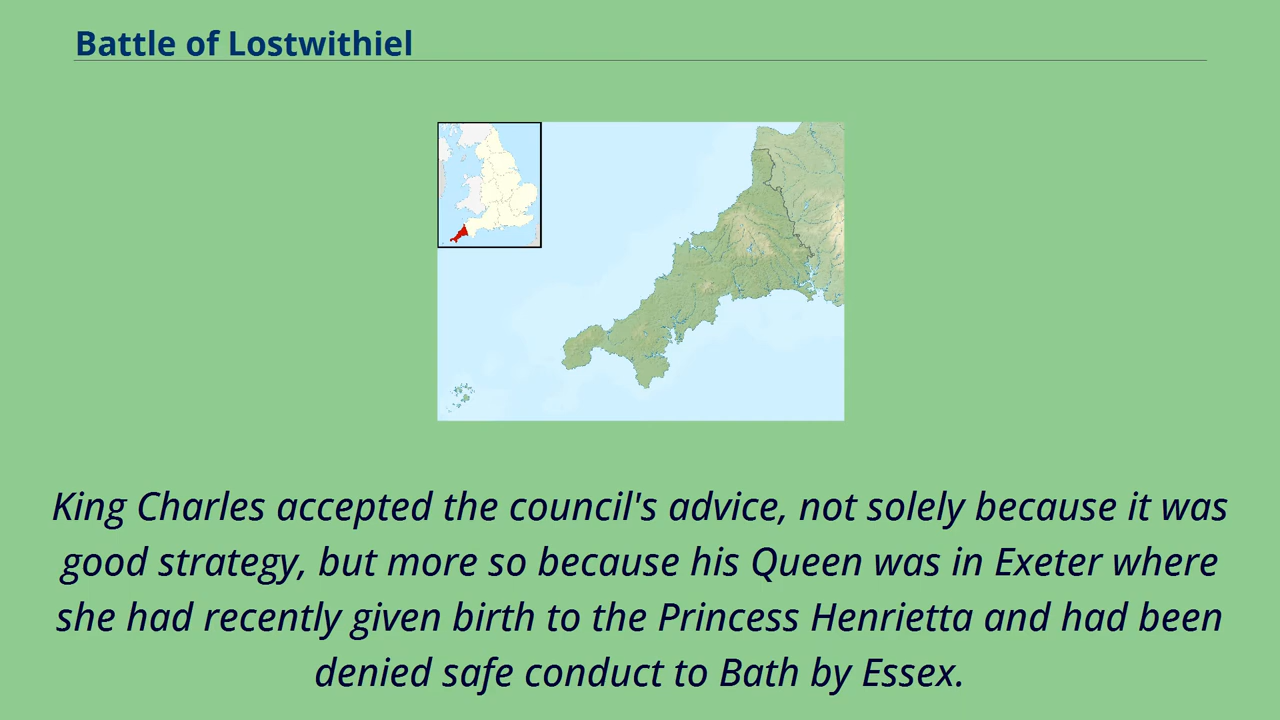 Battle of Lostwithiel
King Charles accepted the council's advice, not solely because it was
good strategy, but more so because his Queen was in Exeter where
she had recently given birth to the Princess Henrietta and had been
denied safe conduct to Bath by Essex.